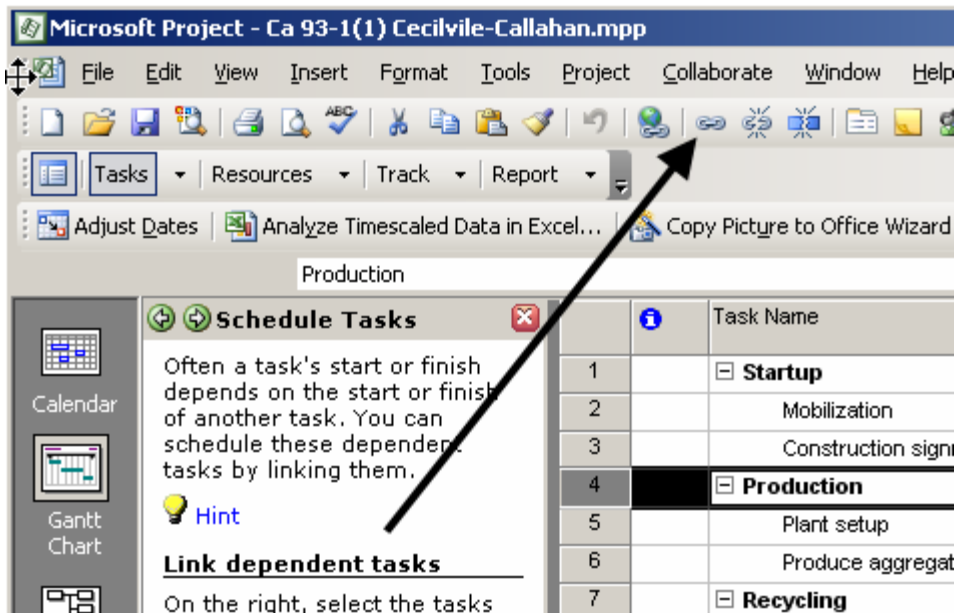 Microsoft Project - Ca 93-1(1) Cecilvile-Callahan.mpp
File Edit View Insert Format Tools Project Collaborate Window Help
ABC
Tasks Resources Track Report
Adjust Dates Analyze Timescaled Data in Excel... Copy Picture to Office Wizard
Production
Calendar
Gantt
Chart
Schedule Tasks
Often a task's start or finish
depends on the start or finish
of another task. You can
schedule these dependent
tasks by linking them.
Hint
Link dependent tasks
On the right, select the tasks
Task Name
1 Startup
2 Mobilization
3 Construction
4 Production
5 Plant setup
6 Produce
7 Recycling